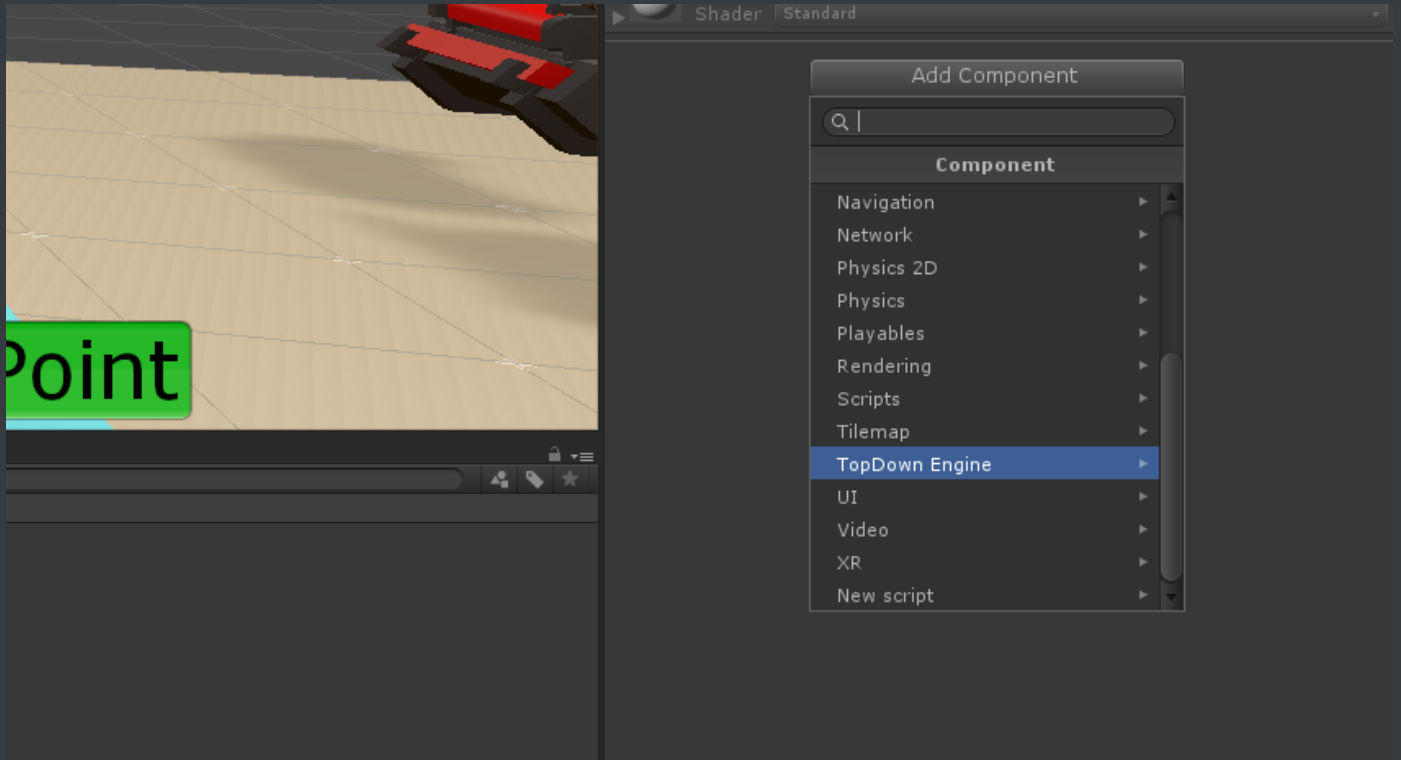 Shader Standard
Add Component
Component
Navigation
Network
Physics 2D
Physics
Playables
Rendering
Scripts
Tilemap
TopDown Engine
UI
Video
XR
New script
Point